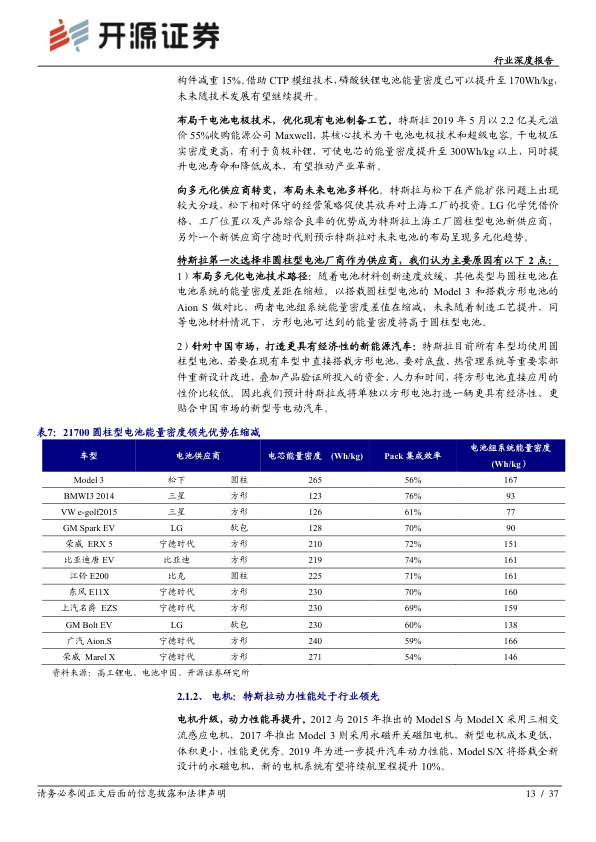 开源证券
行业深度报告
构件减重 15%。借助 CTP 模组技术，磷酸铁锂电池能量密度已可以提升至 170Wh/kg，
未来随技术发展有望继续提升。
布局干电池电极技术，优化现有电池制备工艺。特斯拉 2019 年 5 月以 2.2 亿美元溢
价 55%收购能源公司 Maxwell，其核心技术为干电池电极技术和超级电容。干电极压
实密度更高，有利于负极补锂，可使电芯的能量密度提升至 300Wh/kg 以上，同时提
升电池寿命和降低成本，有望推动产业革新。
向多元化供应商转变，布局未来电池多样化。特斯拉与松下在产能扩张问题上出现
较大分歧，松下相对保守的经营策略促使其放弃对上海工厂的投资。LG 化学凭借价
格、工厂位置以及产品综合良率的优势成为特斯拉上海工厂圆柱型电池新供应商，
另外一个新供应商宁德时代则预示特斯拉对未来电池的布局呈现多元化趋势。
特斯拉第一次选择非圆柱型电池厂商作为供应商，我们认为主要原因有以下 2 点：
1）布局多元化电池技术路径：随着电池材料创新速度放缓，其他类型与圆柱电池在
电池系统的能量密度差距在缩短。以搭载圆柱型电池的 Model 3 和搭载方形电池的
Aion S 做对比，两者电池组系统能量密度差值在缩减，未来随着制造工艺提升，同
等电池材料情况下，方形电池可达到的能量密度将高于圆柱型电池。
2）针对中国市场，打造更具有经济性的新能源汽车：特斯拉目前所有车型均使用圆
柱型电池、若要在现有车型中直接搭载方形电池，要对底盘、热管理系统等重要零部
件重新设计改进，叠加产品验证所投入的资金、人力和时间，将方形电池直接应用的
性价比较低。因此我们预计特斯拉或将单独以方形电池打造一辆更具有经济性、更
贴合中国市场的新型号电动汽车。
表7：21700 圆柱型电池能量密度领先优势在缩减
车型 电池供应商 电芯能量密度 (Wh/kg) Pack 集成效率 电池组系统能量密度
(Wh/kg）
Model 3 松下 圆柱 265 56% 167
BMWI3 2014 三星 方形 123 76% 93
VW e-golf2015 三星 方形 126 61% 77
GM Spark EV LG 软包 128 70% 90
荣威 ERX 5 宁德时代 方形 210 72% 151
比亚迪唐 EV 比亚迪 方形 219 74% 161
江铃 E200 比克 圆柱 225 71% 161
东风 E11X 宁德时代 方形 230 70% 160
上汽名爵 EZS 宁德时代 方形 230 69% 159
GM Bolt EV LG 软包 230 60% 138
广汽 Aion.S 宁德时代 方形 240 59% 166
荣威 Marel X 宁德时代 方形 271 54% 146
资料来源：高工锂电、电池中国、开源证券研究所
2.1.2、 电机：特斯拉动力性能处于行业领先
电机升级，动力性能再提升。2012 与 2015 年推出的 Model S 与 Model X 采用三相交
流感应电机，2017 年推出 Model 3 则采用永磁开关磁阻电机，新型电机成本更低，
体积更小，性能更优秀。2019 年为进一步提升汽车动力性能，Model S/X 将搭载全新
设计的永磁电机，新的电机系统有望将续航里程提升 10%。
请务必参阅正文后面的信息披露和法律声明
13 / 37